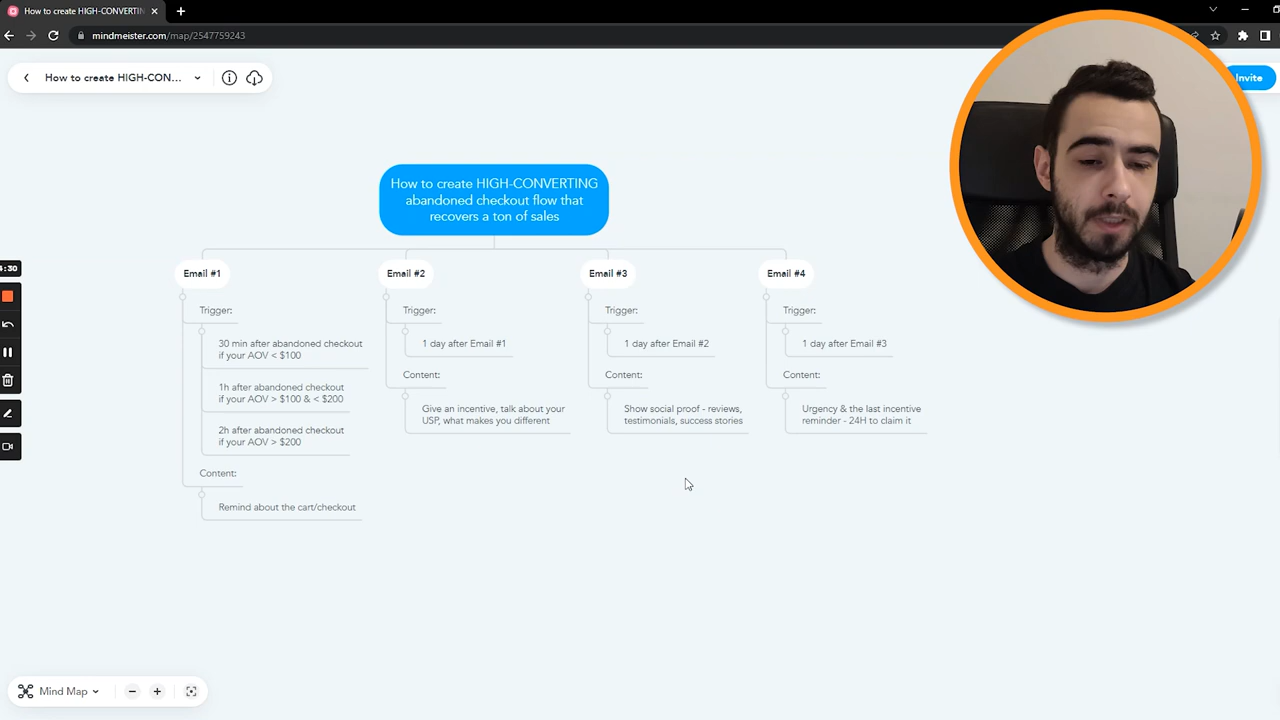 How to create HIGH-CONVERTIN
mindmeister.com/map/2547759243
How to create HIGH-CON...
Invite
How to create HIGH-CONVERTING
abandoned checkout flow that
recovers a ton of sales
4:30
Email #1
Trigger:
30 min after abandoned checkout
if your AOV < $100
1h after abandoned checkout
if your AOV > $100 & < $200
2h after abandoned checkout
if your AOV > $200
Content:
Remind about the cart/checkout
Email #2
Trigger:
1 day after Email #1
Content:
Give an incentive, talk about your
USP, what makes you different
Email #3
Trigger:
1 day after Email #2
Content:
Show social proof - reviews,
testimonials, success stories
Email #4
Trigger:
1 day after Email #3
Content:
Urgency & the last incentive
reminder - 24H to claim it
Mind Map